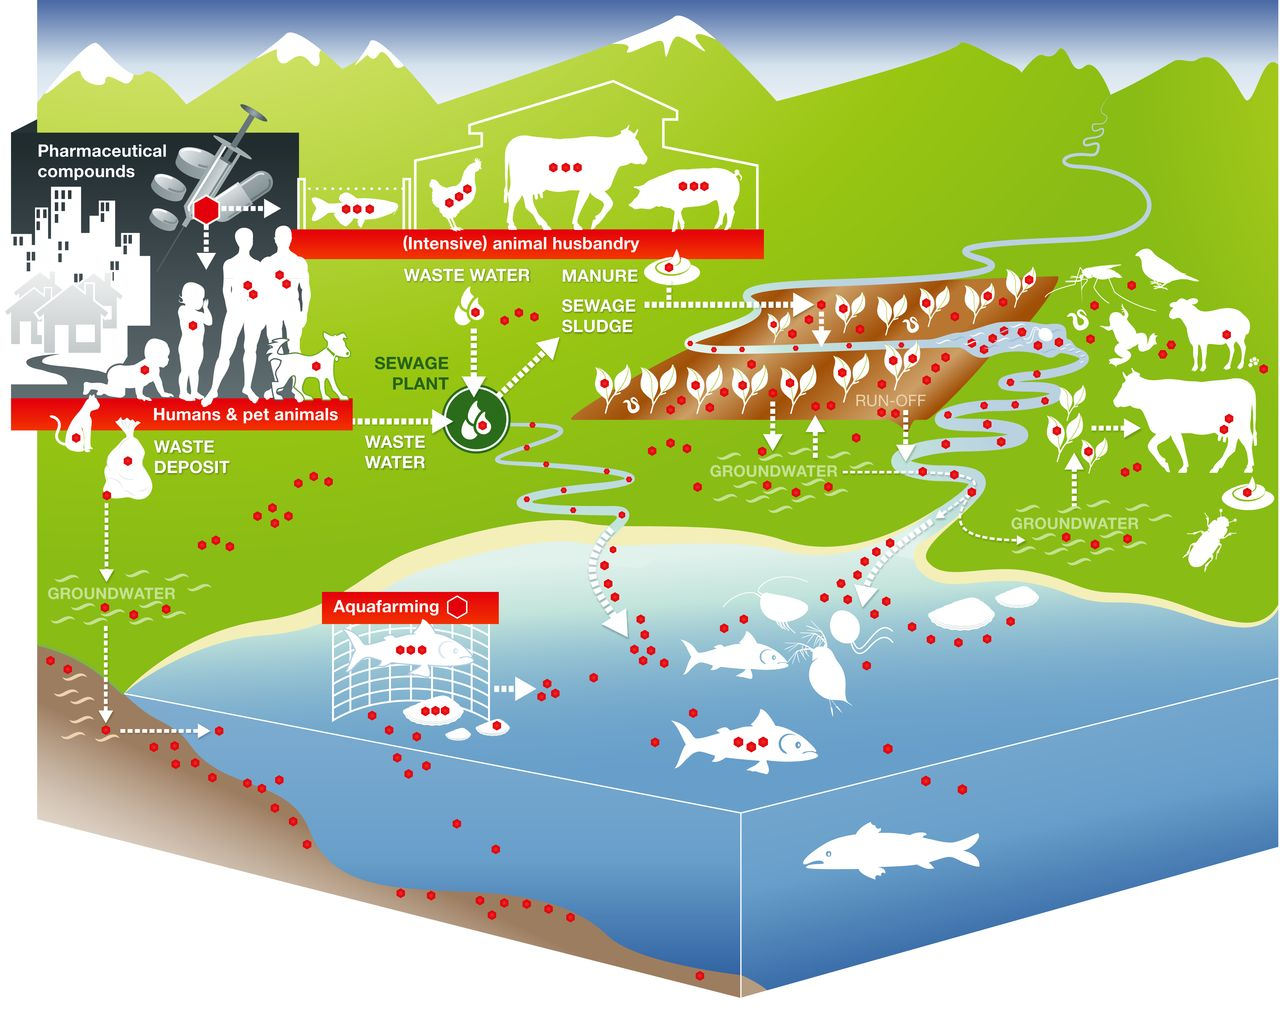 Pharmaceutical
compounds
(Intensive) animal husbandry
WASTE WATER
MANURE
SEWAGE
SLUDGE
SEWAGE
PLANT
Humans & pet animals
WASTE
DEPOSIT
WASTE
WATER
RUN-OFF
GROUNDWATER
GROUNDWATER
GROUNDWATER
Aquafarming